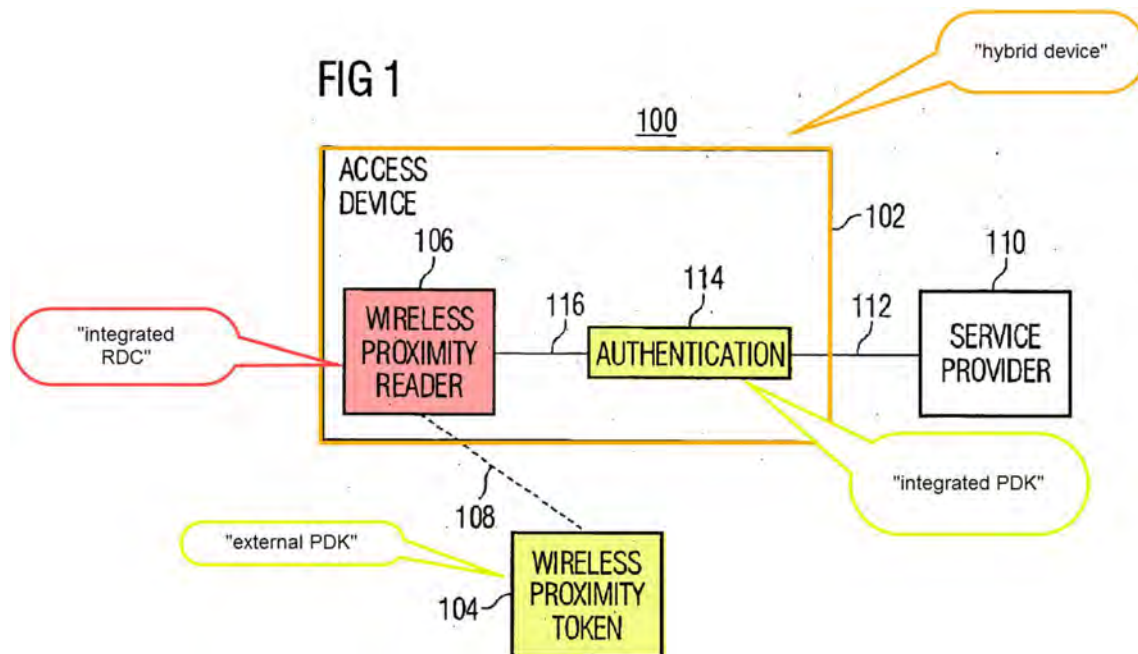 "hybrid device"
FIG 1
100
ACCESS
DEVICE
102
106
114
110
"integrated
RDC"
WIRELESS
PROXIMITY
READER
116
AUTHENTICATION
112
SERVICE
PROVIDER
"integrated PDK"
108
"external PDK"
WIRELESS
PROXIMITY
TOKEN
104